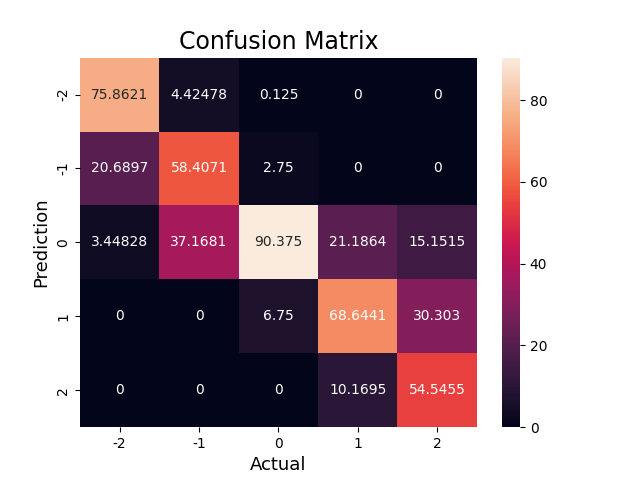 Confusion Matrix
-2 75.8621 4.42478 0.125 0 0 80
-1 20.6897 58.4071 2.75 0 0 60
Prediction
0 3.44828 37.1681 90.375 21.1864 15.1515 40
1 0 0 6.75 68.6441 30.303 20
2 0 0 0 10.1695 54.5455 0
-2 -1 0 1 2
Actual